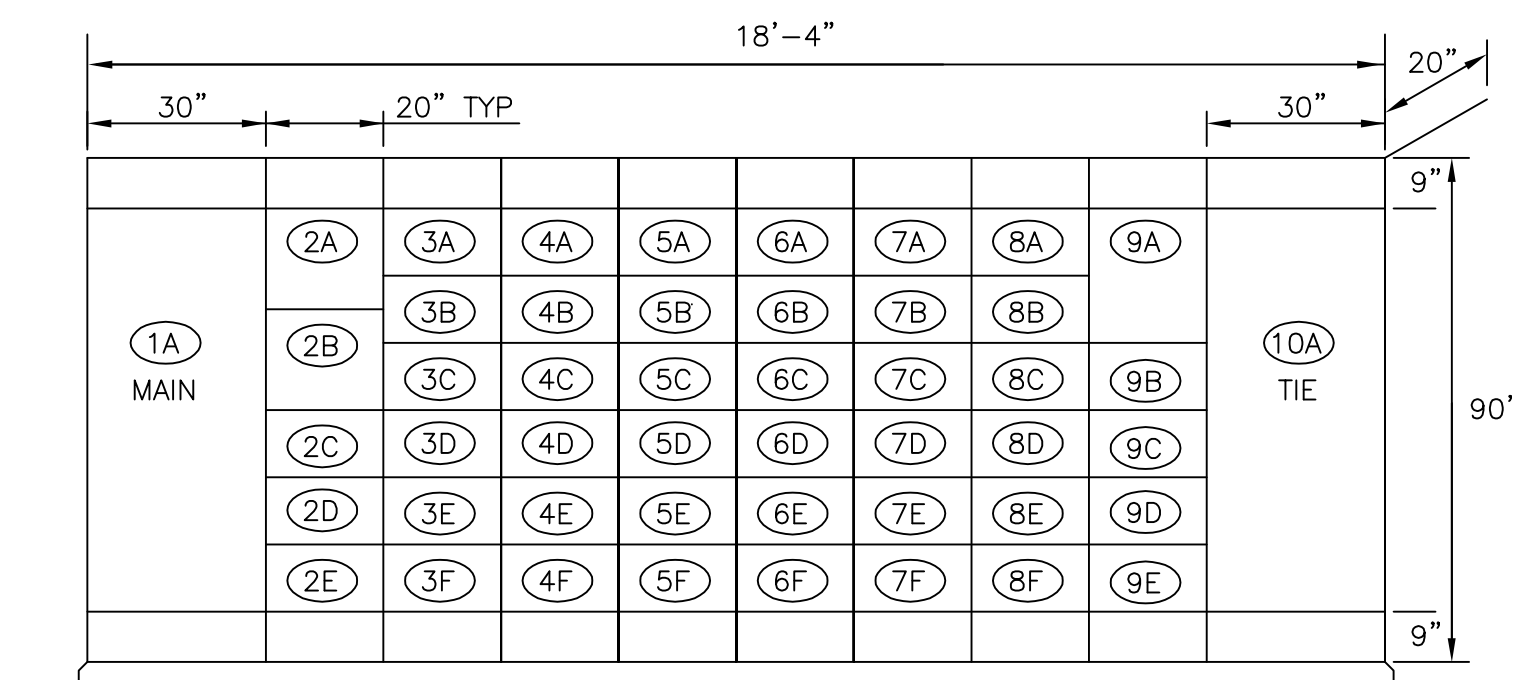 18'-4"
20"
30" 20" TYP 30"
9"
2A 3A 4A 5A 6A 7A 8A 9A
3B 4B 5B 6B 7B 8B
1A 2B 10A
MAIN 3C 4C 5C 6C 7C 8C 9B TIE
90'
2C 3D 4D 5D 6D 7D 8D 9C
2D 3E 4E 5E 6E 7E 8E 9D
2E 3F 4F 5F 6F 7F 8F 9E
9"